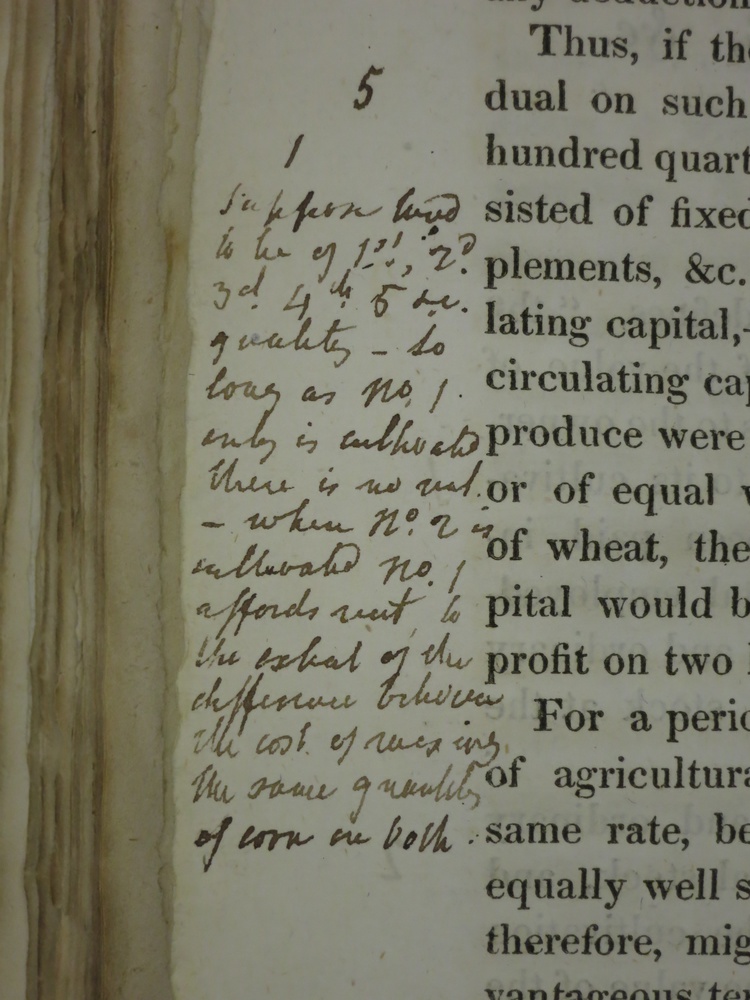 5
1
Suppose land
to be of 1st, 2d
3d 4th 5 &c.
quality - so
long as No. 1
only is cultivated
there is no rent.
- when No. 2 is
cultivated No. 1
affords rent, to
the extent of the
difference between
the cost of raising
the same quantity
of corn on both.
any deduction
Thus, if the
dual on such
hundred quart
sisted of fixed
plements, &c.
lating capital,-
circulating cap
produce were
or of equal v
of wheat, the
pital would b
profit on two
For a perio
of agricultura
same rate, be
equally well s
therefore, mig
vantageous te